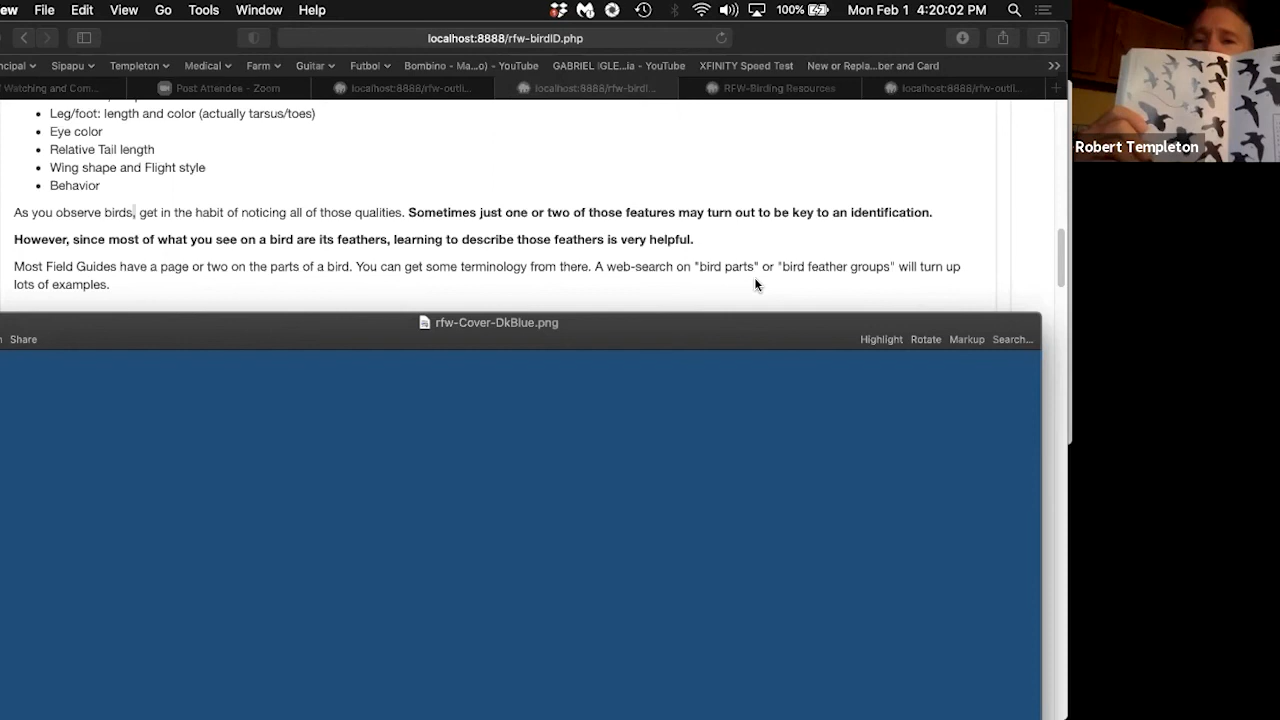 ew File Edit View Go Tools Window Help 100% Mon Feb 1 4:20:02 PM
localhost:8888/rfw-birdID.php
ncipal Sipapu Templeton Medical Farm Guitar Futbol Bombino - Ma...o) - YouTube GABRIEL IGLE...ia - YouTube XFINITY Speed Test New or Repla...ber and Card
Watching and Com... Post Attendee - Zoom localhost:8888/rfw-outli... localhost:8888/rfw-birdI... RFW-Birding Resources localhost:8888/rfw-outli...
• Leg/foot: length and color (actually tarsus/toes)
• Eye color
• Relative Tail length
• Wing shape and Flight style
• Behavior
As you observe birds, get in the habit of noticing all of those qualities. Sometimes just one or two of those features may turn out to be key to an identification.
However, since most of what you see on a bird are its feathers, learning to describe those feathers is very helpful.
Most Field Guides have a page or two on the parts of a bird. You can get some terminology from there. A web-search on "bird parts" or "bird feather groups" will turn up
lots of examples.
rfw-Cover-DkBlue.png
Share Highlight Rotate Markup Search...
Robert Templeton